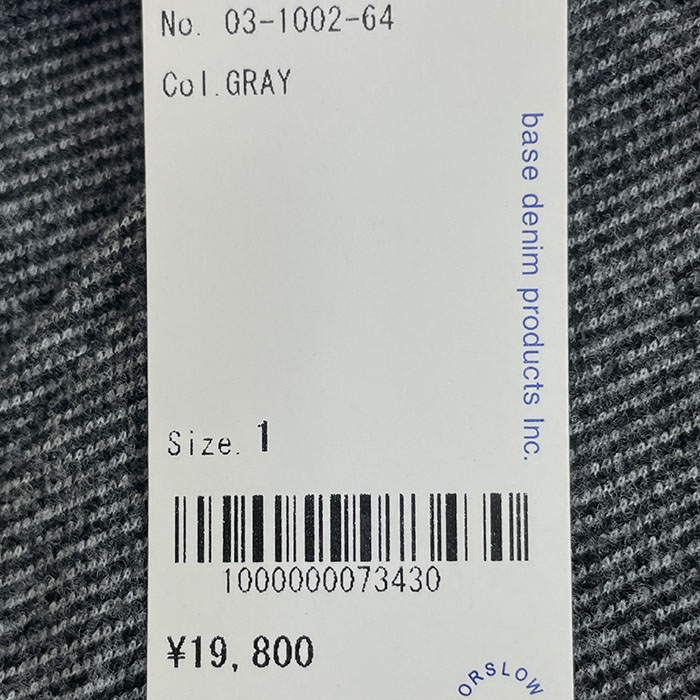 No. 03-1002-64
Col.GRAY
base denim products Inc.
Size. 1
1000000073430
¥19,800
ORSLOW